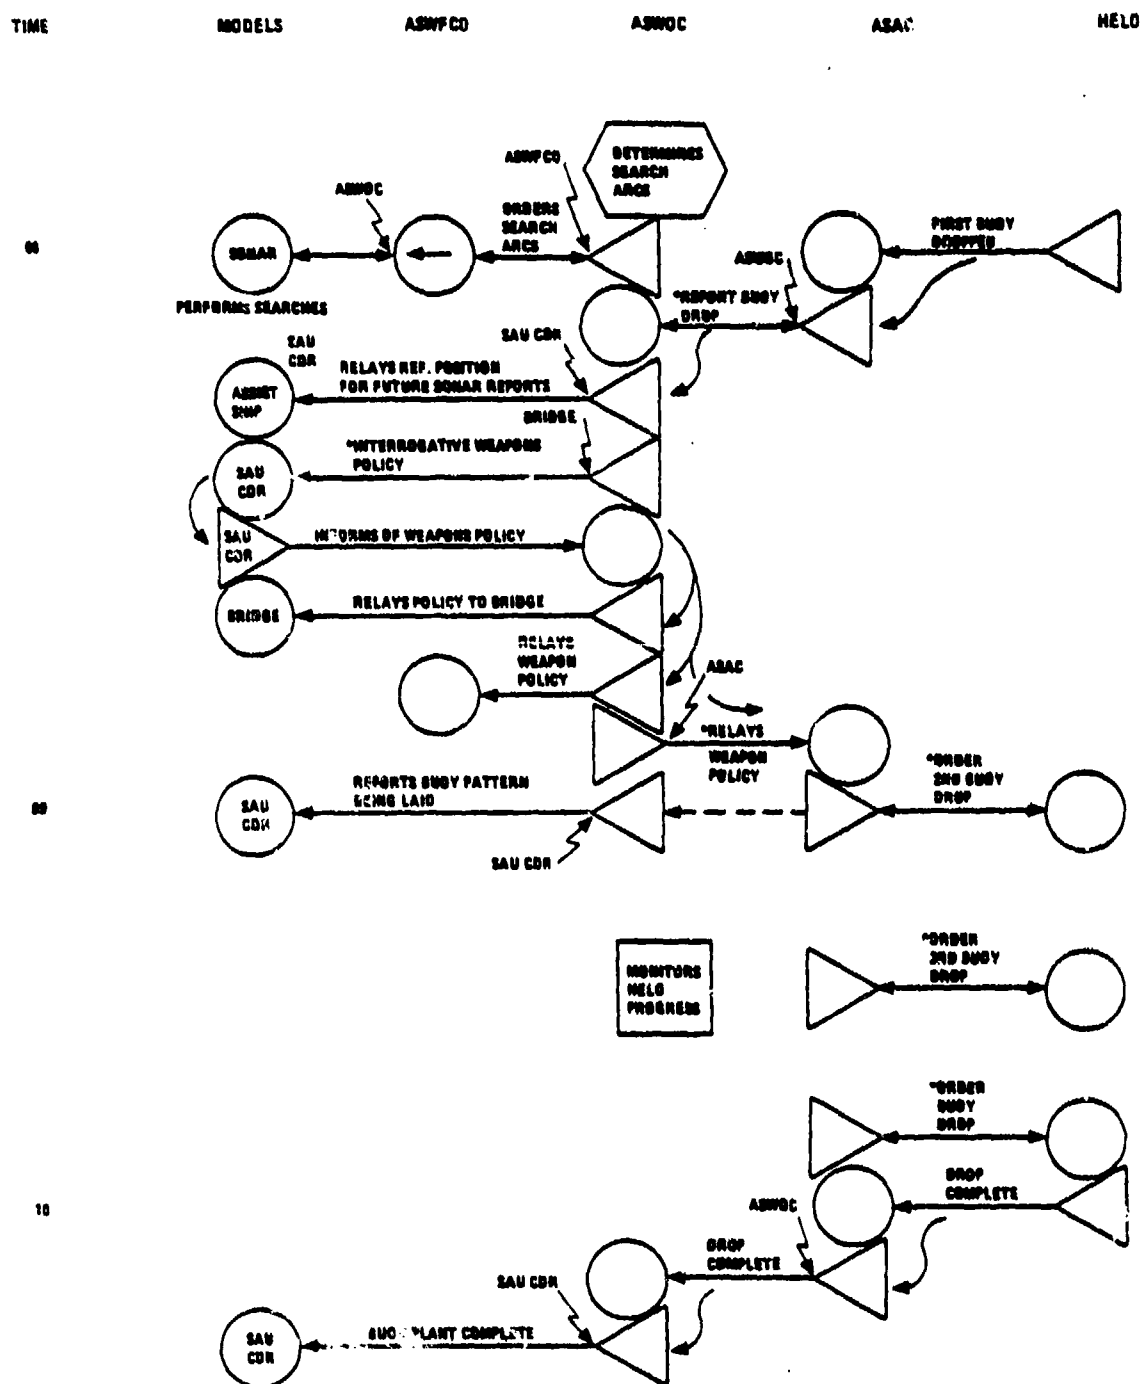 TIME MODELS ASWFCO ASWOC ASAC HELO
DETERMINES
SEARCH
ARCS
ASWFCO
ASWOC
ORDERS
SEARCH
ARCS
SONAR
PERFORMS SEARCHES
FIRST BUOY
DROPPED
ASWOC
*REPORT BUOY
DROP
SAU CDR
SAU
CDR
RELAYS REF. POSITION
FOR FUTURE SONAR REPORTS
ASSIST
SHIP
BRIDGE
*INTERROGATIVE WEAPONS
POLICY
SAU
CDR
SAU
CDR
INFORMS OF WEAPONS POLICY
BRIDGE
RELAYS POLICY TO BRIDGE
RELAYS
WEAPON
POLICY
ASAC
*RELAYS
WEAPON
POLICY
REPORTS BUOY PATTERN
BEING LAID
SAU
CDR
SAU CDR
*ORDER
2ND BUOY
DROP
MONITORS
HELO
PROGRESS
*ORDER
3RD BUOY
DROP
*ORDER
BUOY
DROP
10
DROP
COMPLETE
ASWOC
DROP
COMPLETE
SAU CDR
SAU
CDR
PLANT COMPLETE